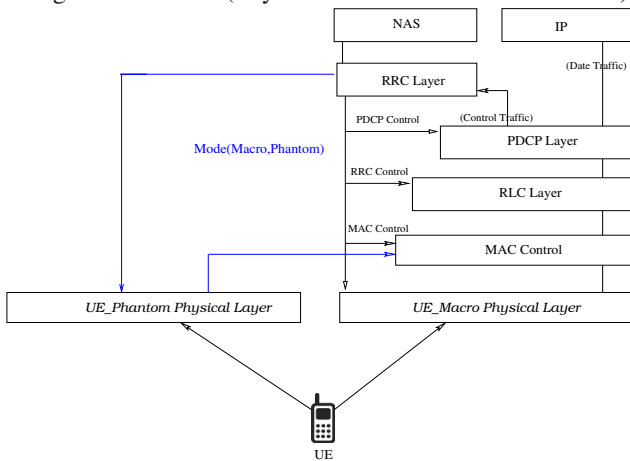 NAS
IP
(Date Traffic)
RRC Layer
(Control Traffic)
PDCP Control
PDCP Layer
Mode(Macro,Phantom)
RRC Control
RLC Layer
MAC Control
MAC Control
UE_Phantom Physical Layer
UE_Macro Physical Layer
UE